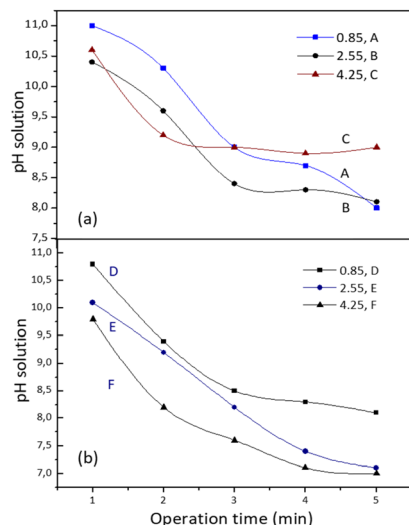 11,0
10,5
10,0
9,5
9,0
8,5
8,0
7,5
pH solution
0.85, A
2.55, B
4.25, C
C
A
B
(a)
11,0
10,5
10,0
9,5
9,0
8,5
8,0
7,5
7,0
pH solution
0.85, D
2.55, E
4.25, F
D
E
F
(b)
1 2 3 4 5
Operation time (min)